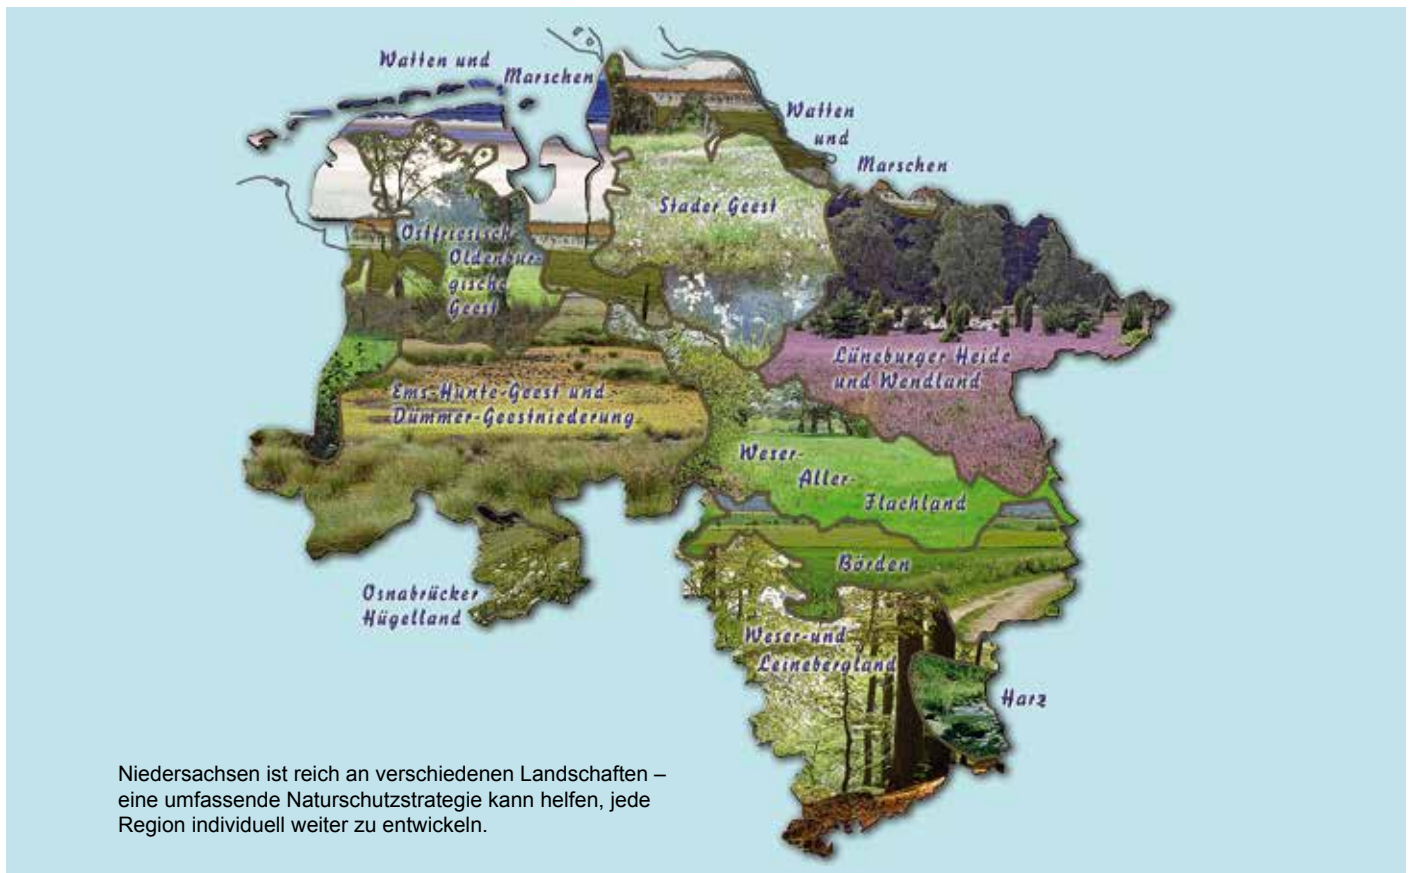 Watten und
Marschen
Watten
und
Marschen
Stader Geest
Ostfriesisch-
Oldenbur-
gische
Geest
Lüneburger Heide
und Wendland
Ems-Hunte-Geest und
Dümmer-Geestniederung
Weser-
Aller-
Flachland
Börden
Osnabrücker
Hügelland
Weser-und
Leinebergland
Harz
Niedersachsen ist reich an verschiedenen Landschaften –
eine umfassende Naturschutzstrategie kann helfen, jede
Region individuell weiter zu entwickeln.